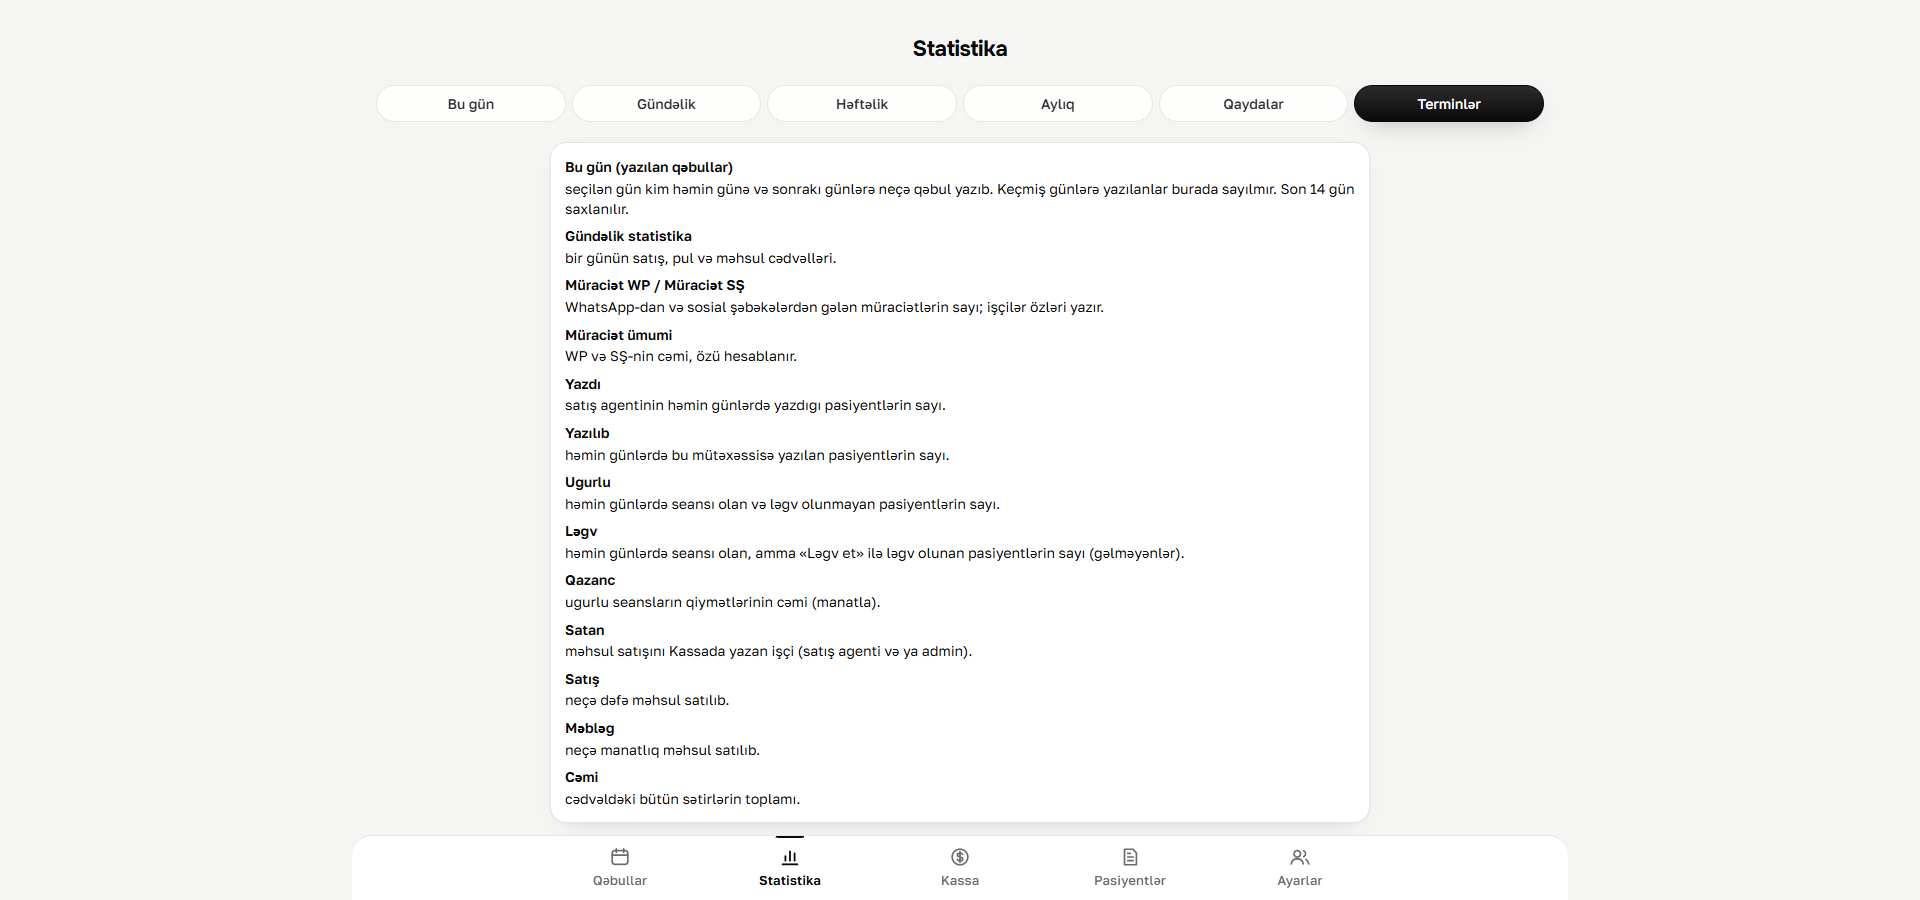 Statistika
Bu gün
Gündəlik
Həftəlik
Aylıq
Qaydalar
Terminlər
Bu gün (yazılan qəbullar)
seçilən gün kim həmin günə və sonrakı günlərə neçə qəbul yazıb. Keçmiş günlərə yazılanlar burada sayılmır. Son 14 gün
saxlanılır.
Gündəlik statistika
bir günün satış, pul və məhsul cədvəlləri.
Müraciət WP / Müraciət SŞ
WhatsApp-dan və sosial şəbəkələrdən gələn müraciətlərin sayı; işçilər özləri yazır.
Müraciət ümumi
WP və SŞ-nin cəmi, özü hesablanır.
Yazdı
satış agentinin həmin günlərdə yazdıgı pasiyentlərin sayı.
Yazılıb
həmin günlərdə bu mütəxəssisə yazılan pasiyentlərin sayı.
Ugurlu
həmin günlərdə seansı olan və ləgv olunmayan pasiyentlərin sayı.
Ləgv
həmin günlərdə seansı olan, amma «Ləgv et» ilə ləgv olunan pasiyentlərin sayı (gəlməyənlər).
Qazanc
ugurlu seansların qiymətlərinin cəmi (manatla).
Satan
məhsul satışını Kassada yazan işçi (satış agenti və ya admin).
Satış
neçə dəfə məhsul satılıb.
Məbləg
neçə manatlıq məhsul satılıb.
Cəmi
cədvəldəki bütün sətirlərin toplamı.
Qəbullar
Statistika
Kassa
Pasiyentlər
Ayarlar